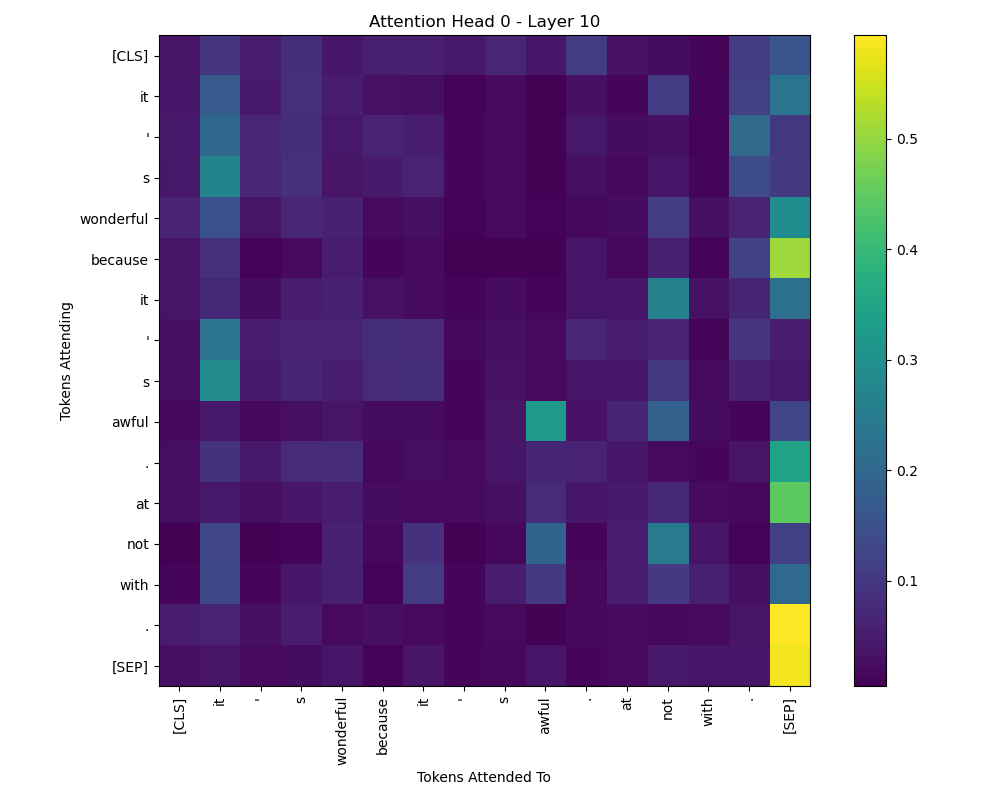 Attention Head 0 - Layer 10
Tokens Attending
[CLS]
it
'
s
wonderful
because
it
'
s
awful
.
at
not
with
.
[SEP]
[CLS]
it
'
s
wonderful
because
it
'
s
awful
.
at
not
with
.
[SEP]
Tokens Attended To
0.5
0.4
0.3
0.2
0.1